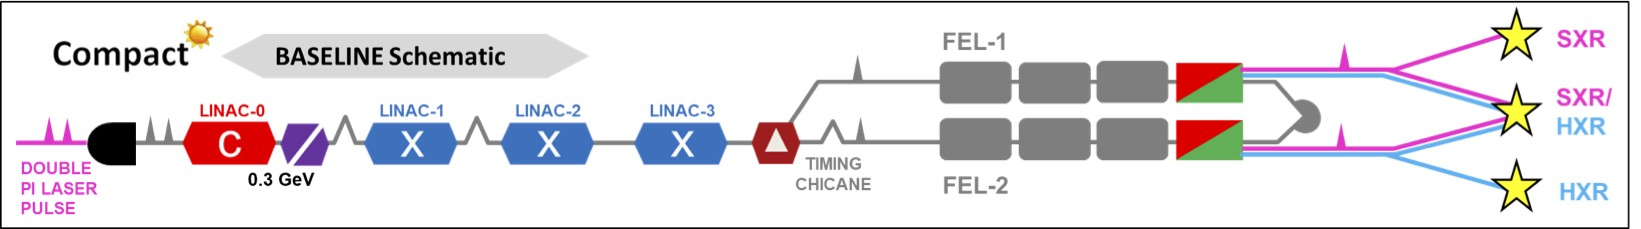 Compact
BASELINE Schematic
FEL-1
SXR
LINAC-0
LINAC-1
LINAC-2
LINAC-3
SXR/
HXR
C
X
X
X
DOUBLE
PI LASER
PULSE
0.3 GeV
TIMING
CHICANE
FEL-2
HXR